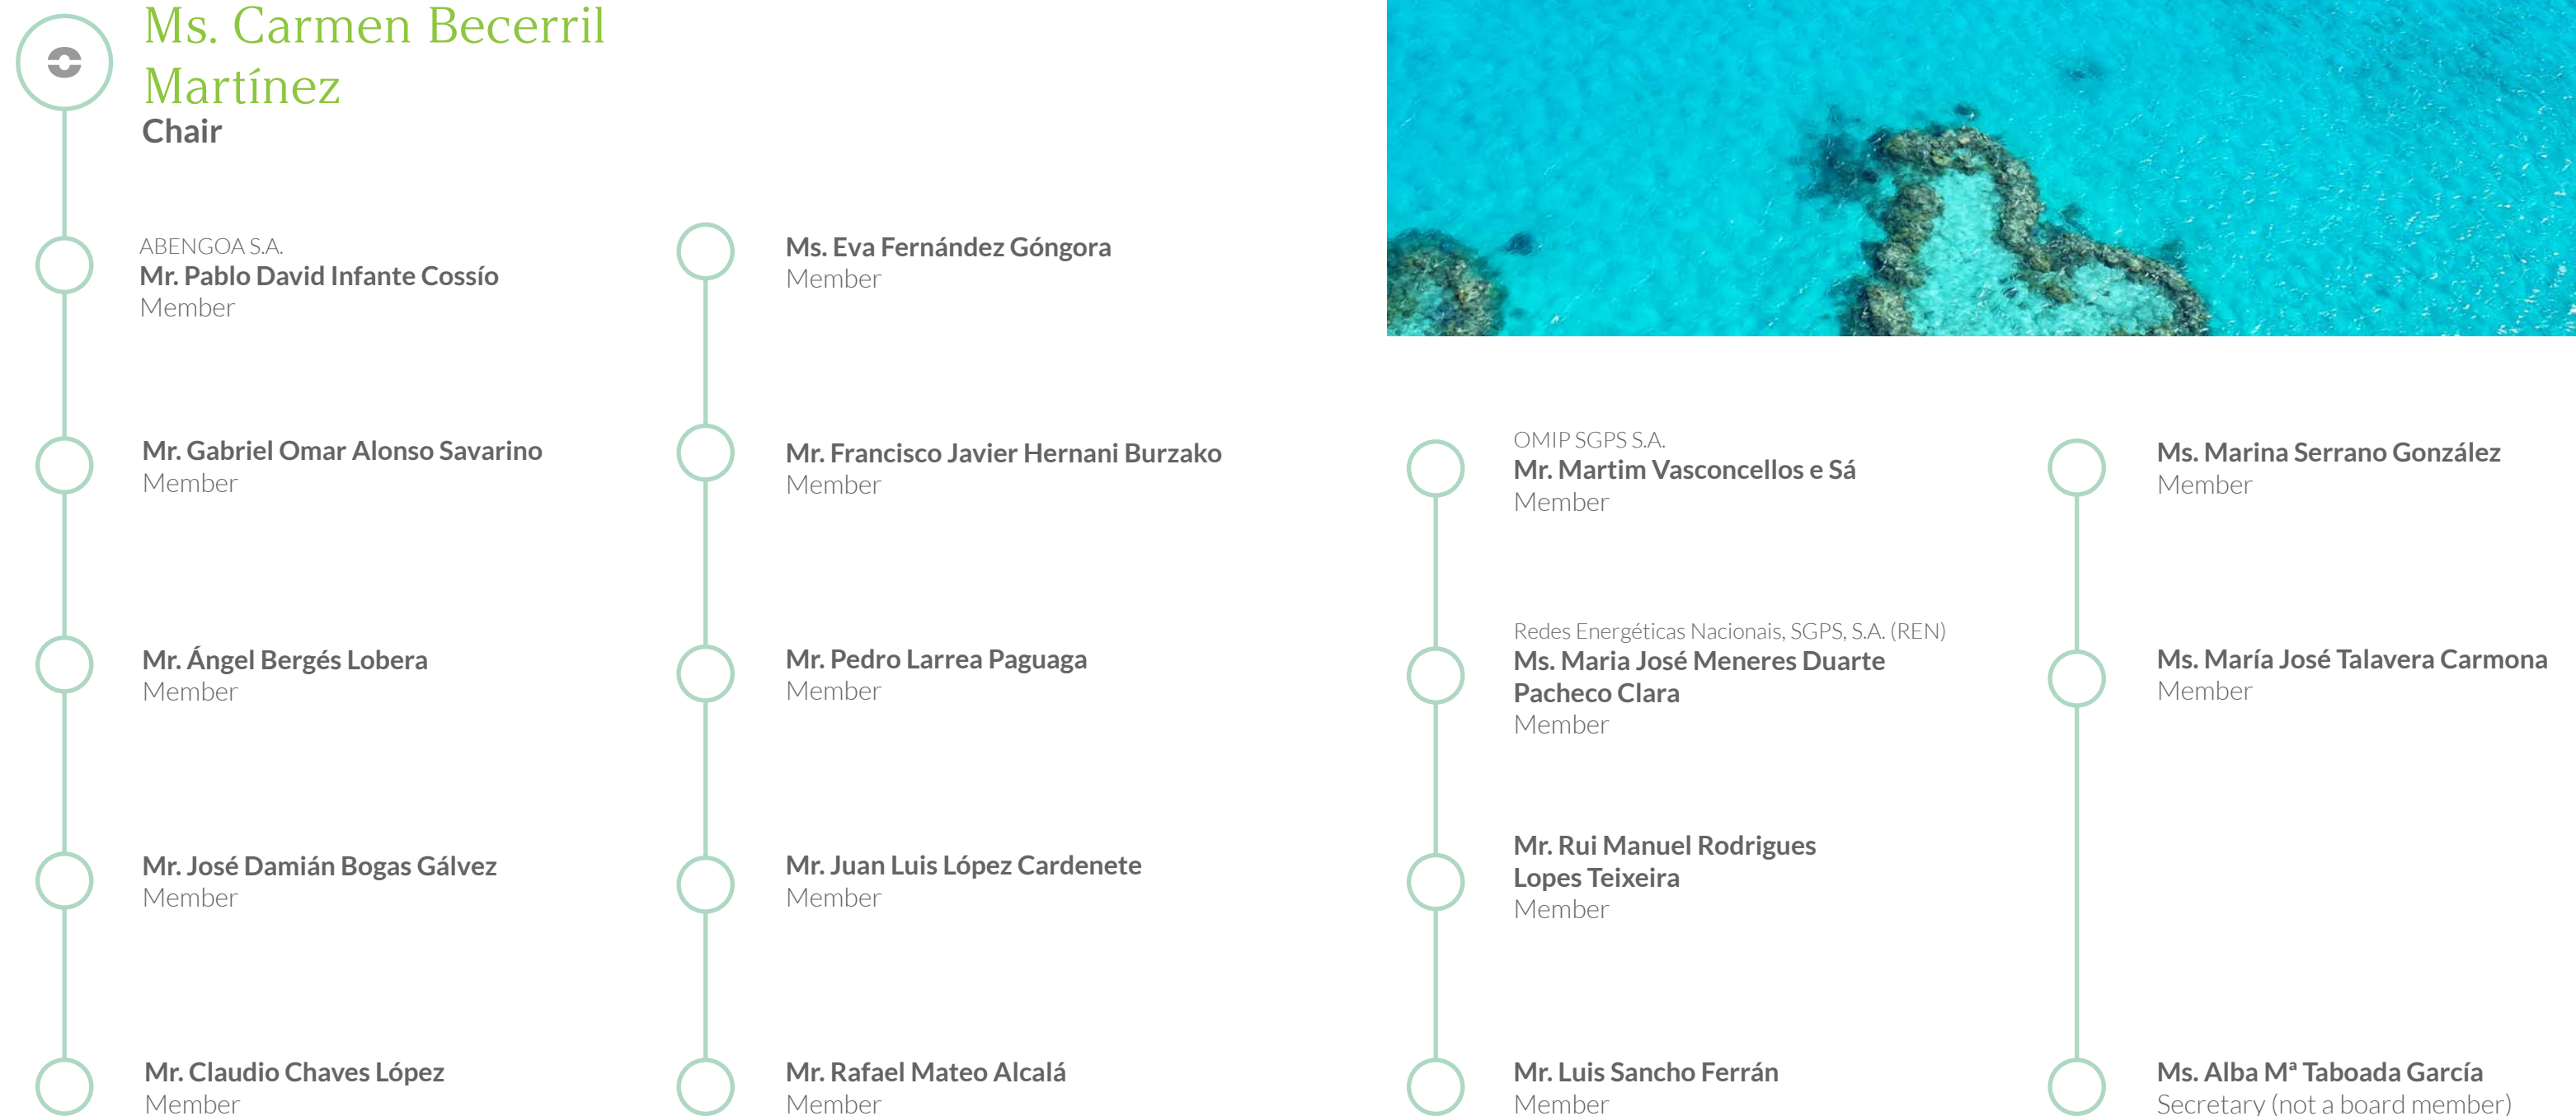 Ms. Carmen Becerril
Martínez
Chair
ABENGOA S.A.
Mr. Pablo David Infante Cossío
Member
Mr. Gabriel Omar Alonso Savarino
Member
Mr. Ángel Bergés Lobera
Member
Mr. José Damián Bogas Gálvez
Member
Mr. Claudio Chaves López
Member
Ms. Eva Fernández Góngora
Member
Mr. Francisco Javier Hernani Burzako
Member
Mr. Pedro Larrea Paguaga
Member
Mr. Juan Luis López Cardenete
Member
Mr. Rafael Mateo Alcalá
Member
OMIP SGPS S.A.
Mr. Martim Vasconcellos e Sá
Member
Redes Energéticas Nacionais, SGPS, S.A. (REN)
Ms. Maria José Meneres Duarte
Pacheco Clara
Member
Mr. Rui Manuel Rodrigues
Lopes Teixeira
Member
Mr. Luis Sancho Ferrán
Member
Ms. Marina Serrano González
Member
Ms. María José Talavera Carmona
Member
Ms. Alba Mª Taboada García
Secretary (not a board member)